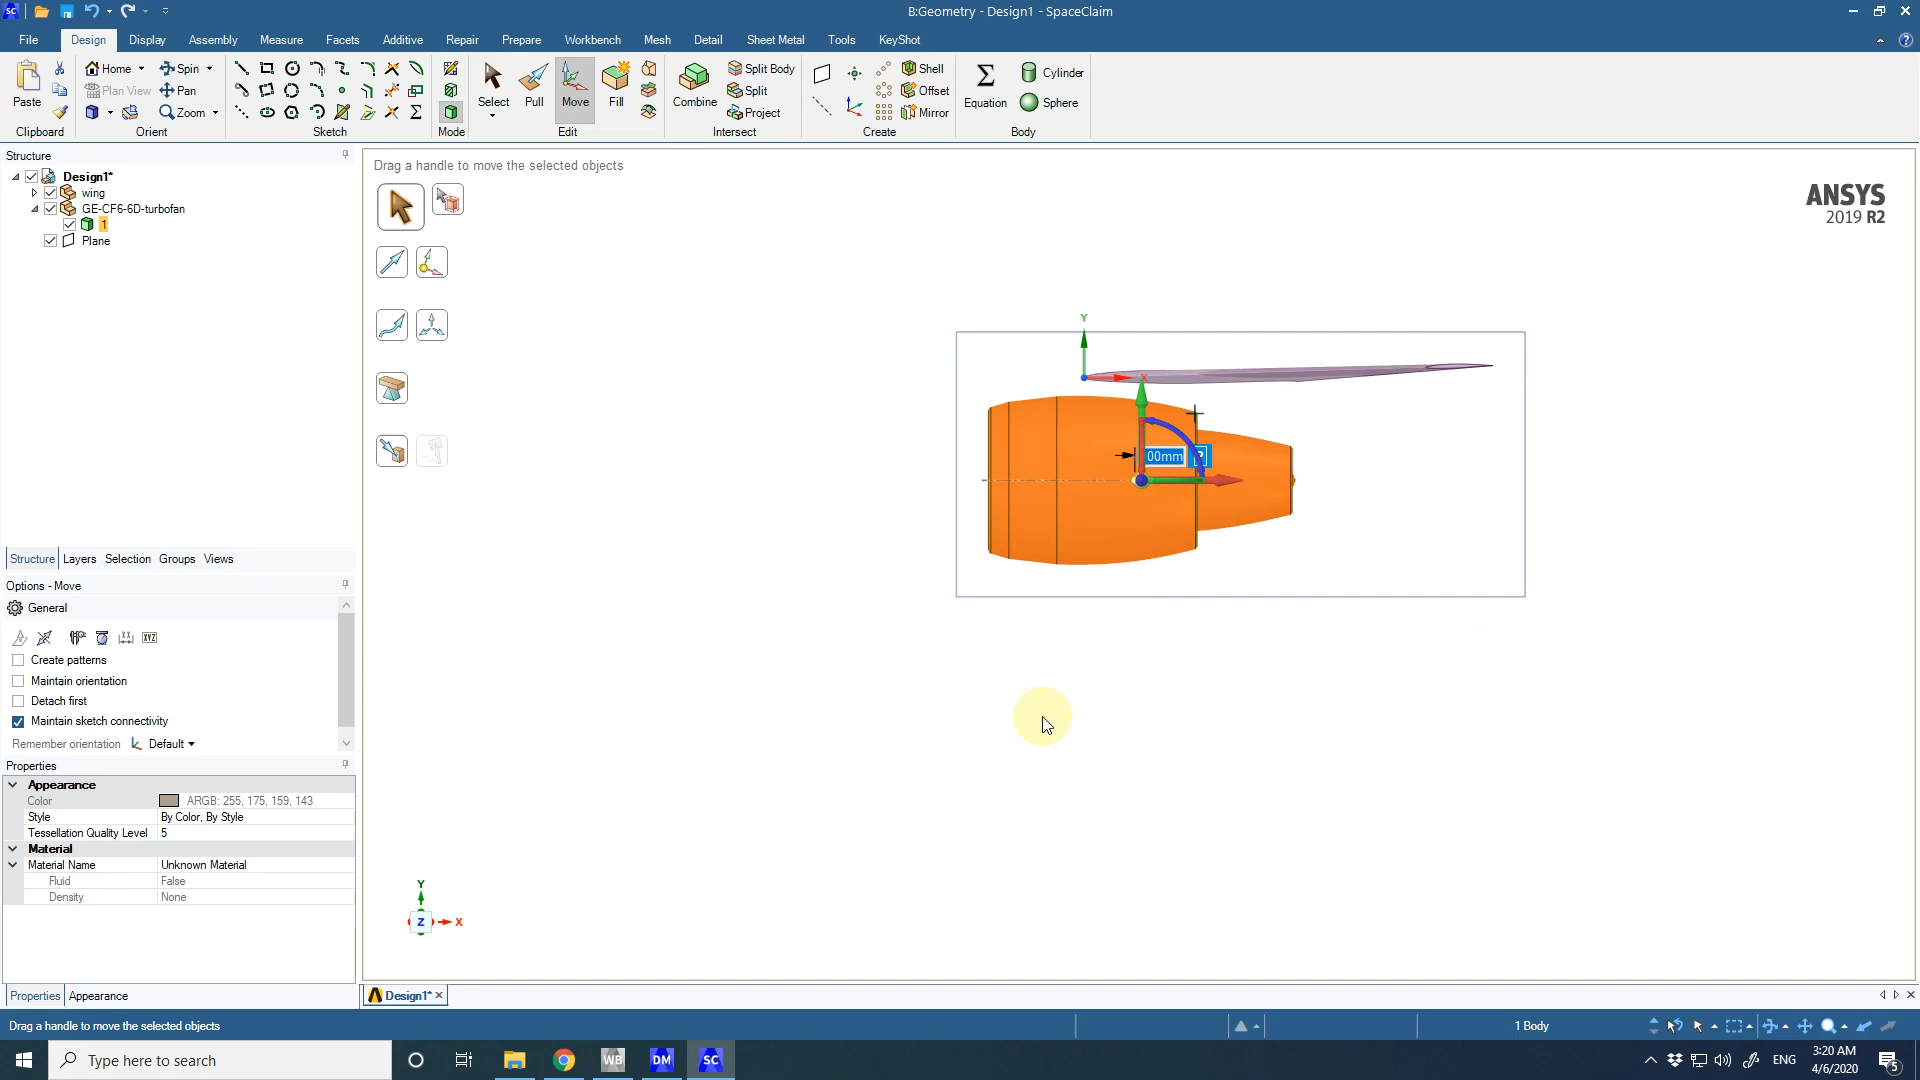 SC
B:Geometry - Design1 - SpaceClaim
File Design Display Assembly Measure Facets Additive Repair Prepare Workbench Mesh Detail Sheet Metal Tools KeyShot
Paste
Clipboard
Home Spin
Plan View Pan
Zoom
Orient
Sketch
Mode
Select Pull Move Fill
Edit
Combine
Split Body
Split
Project
Intersect
Shell
Offset
Mirror
Create
Equation
Cylinder
Sphere
Body
Structure
Design1*
wing
GE-CF6-6D-turbofan
1
Plane
Structure Layers Selection Groups Views
Options - Move
General
XYZ
Create patterns
Maintain orientation
Detach first
Maintain sketch connectivity
Remember orientation Default
Properties
Appearance
Color ARGB: 255, 175, 159, 143
Style By Color, By Style
Tessellation Quality Level 5
Material
Material Name Unknown Material
Fluid False
Density None
Properties Appearance
Drag a handle to move the selected objects
ANSYS
2019 R2
Y
X
00mm
Y
Z X
Design1*
Drag a handle to move the selected objects
1 Body
Type here to search
WB DM SC
ENG
3:20 AM
4/6/2020
5